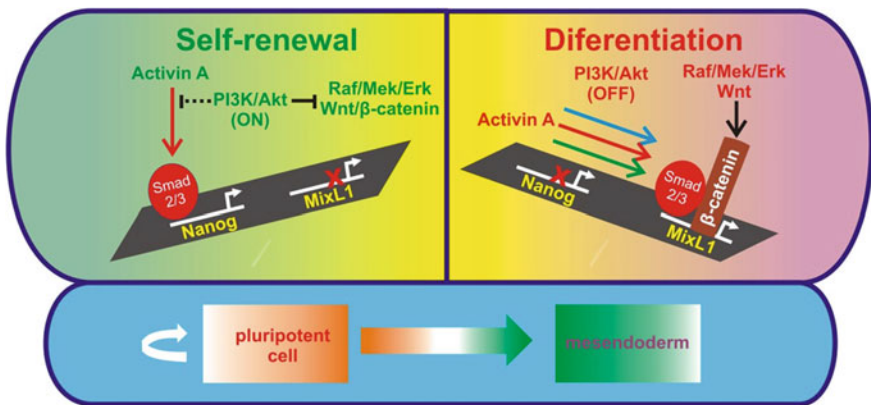 Self-renewal
Activin A
PI3K/Akt
(ON)
Raf/Mek/Erk
Wnt/β-catenin
Smad
2/3
Nanog
MixL1
Diferentiation
PI3K/Akt
(OFF)
Raf/Mek/Erk
Wnt
Activin A
Nanog
Smad
2/3
β-catenin
MixL1
pluripotent
cell
mesendoderm